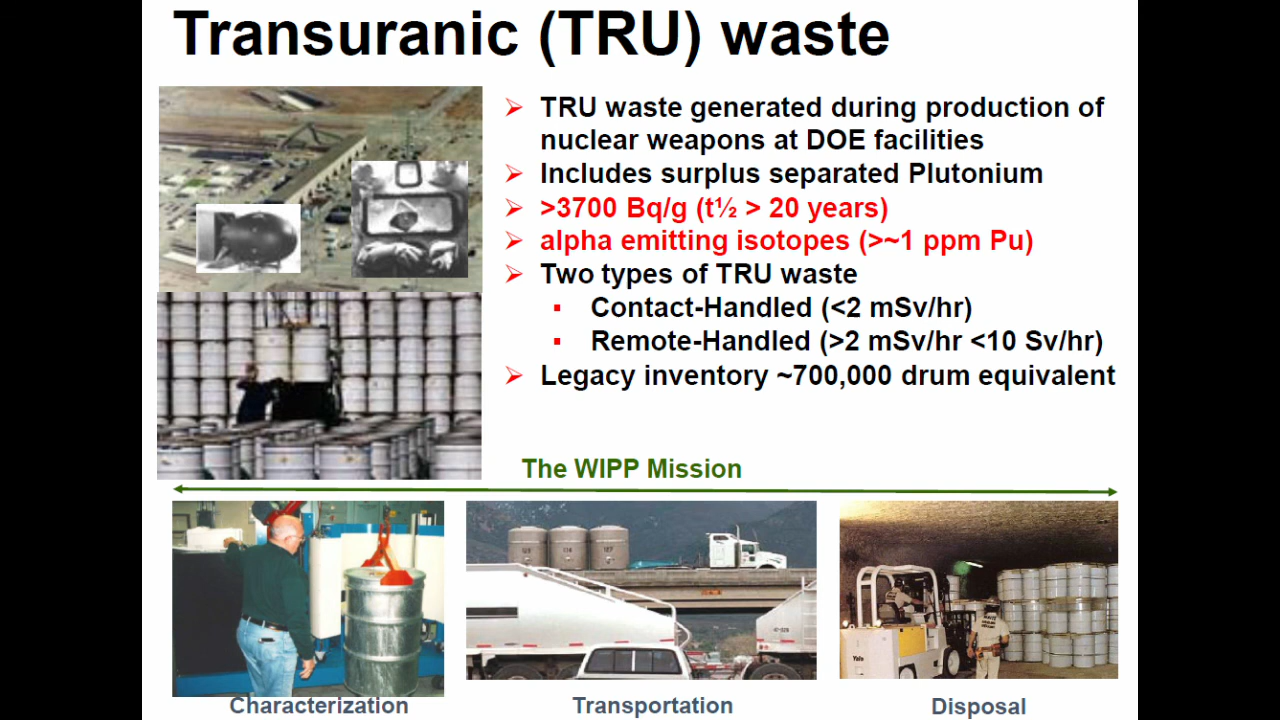 Transuranic (TRU) waste
TRU waste generated during production of
nuclear weapons at DOE facilities
Includes surplus separated Plutonium
>3700 Bq/g (t½ > 20 years)
alpha emitting isotopes (>~1 ppm Pu)
Two types of TRU waste
Contact-Handled (<2 mSv/hr)
Remote-Handled (>2 mSv/hr <10 Sv/hr)
Legacy inventory ~700,000 drum equivalent
The WIPP Mission
Yale
Characterization
Transportation
Disposal